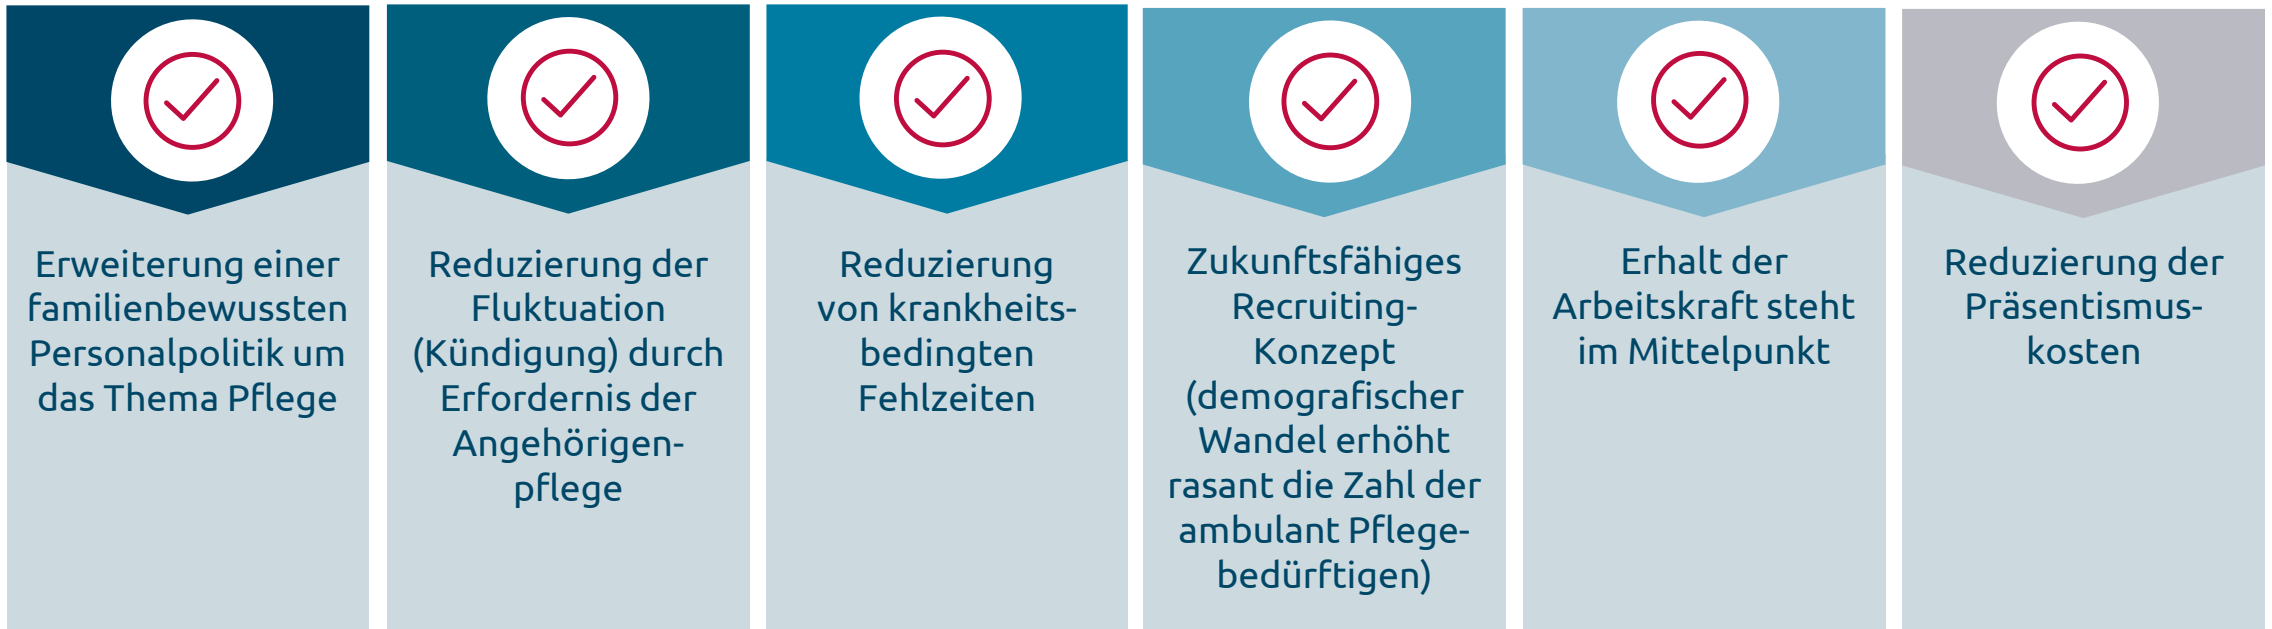 Erweiterung einer
familienbewussten
Personalpolitik um
das Thema Pflege
Reduzierung der
Fluktuation
(Kündigung) durch
Erfordernis der
Angehörigen-
pflege
Reduzierung
von krankheits-
bedingten
Fehlzeiten
Zukunftsfähiges
Recruiting-
Konzept
(demografischer
Wandel erhöht
rasant die Zahl der
ambulant Pflege-
bedürftigen)
Erhalt der
Arbeitskraft steht
im Mittelpunkt
Reduzierung der
Präsentismus-
kosten